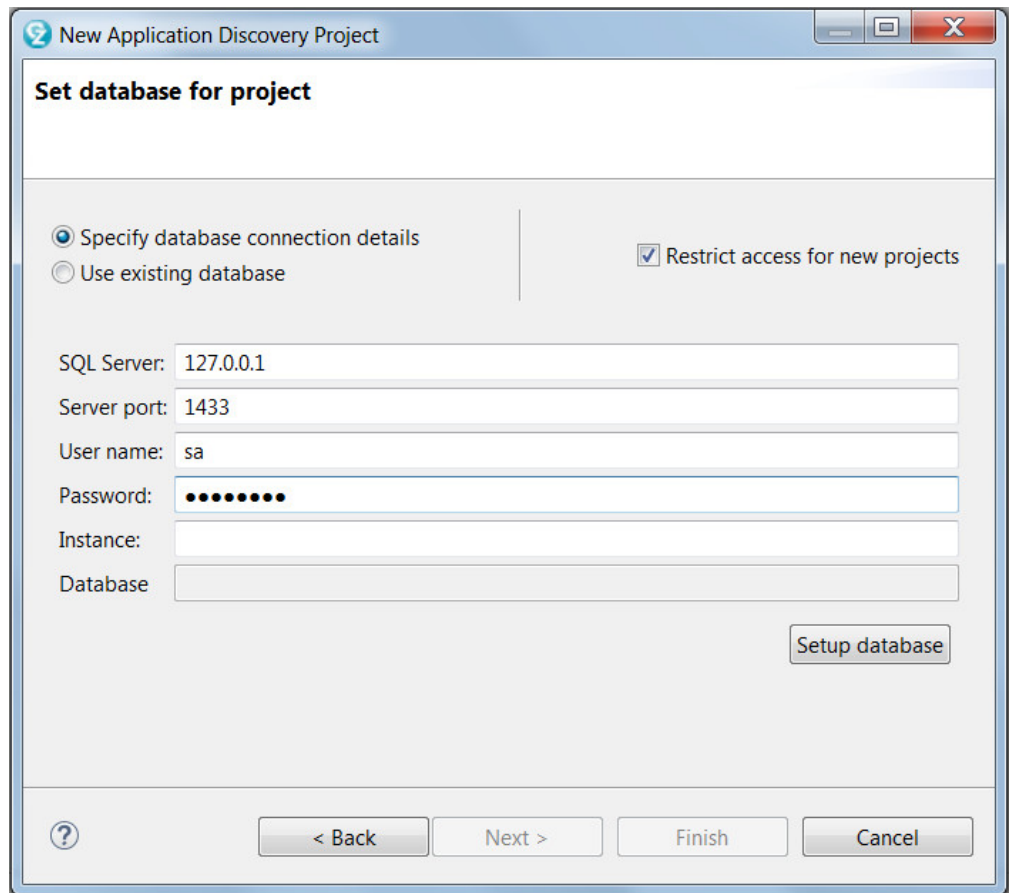 New Application Discovery Project
Set database for project
Specify database connection details
Use existing database
Restrict access for new projects
SQL Server: 127.0.0.1
Server port: 1433
User name: sa
Password: ●●●●●●●●
Instance:
Database
Setup database
? < Back Next > Finish Cancel